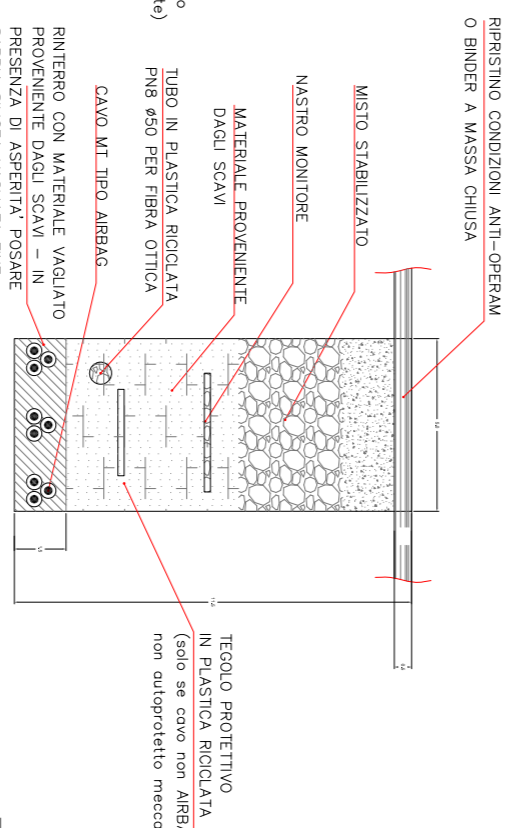 RIPRISTINO CONDIZIONI ANTI-OPERAM
O BINDER A MASSA CHIUSA
MISTO STABILIZZATO
NASTRO MONITORE
MATERIALE PROVENIENTE
DAGLI SCAVI
TUBO IN PLASTICA RICICLATA
PN8 ø50 PER FIBRA OTTICA
CAVO MT TIPO AIRBAG
RINTERRO CON MATERIALE VAGLIATO
PROVENIENTE DAGLI SCAVI – IN
PRESENZA DI ASPERITA' POSARE
TEGOLO PROTETTIVO
IN PLASTICA RICICLATA
(solo se cavo non AIRBA
non autoprotetto mecca